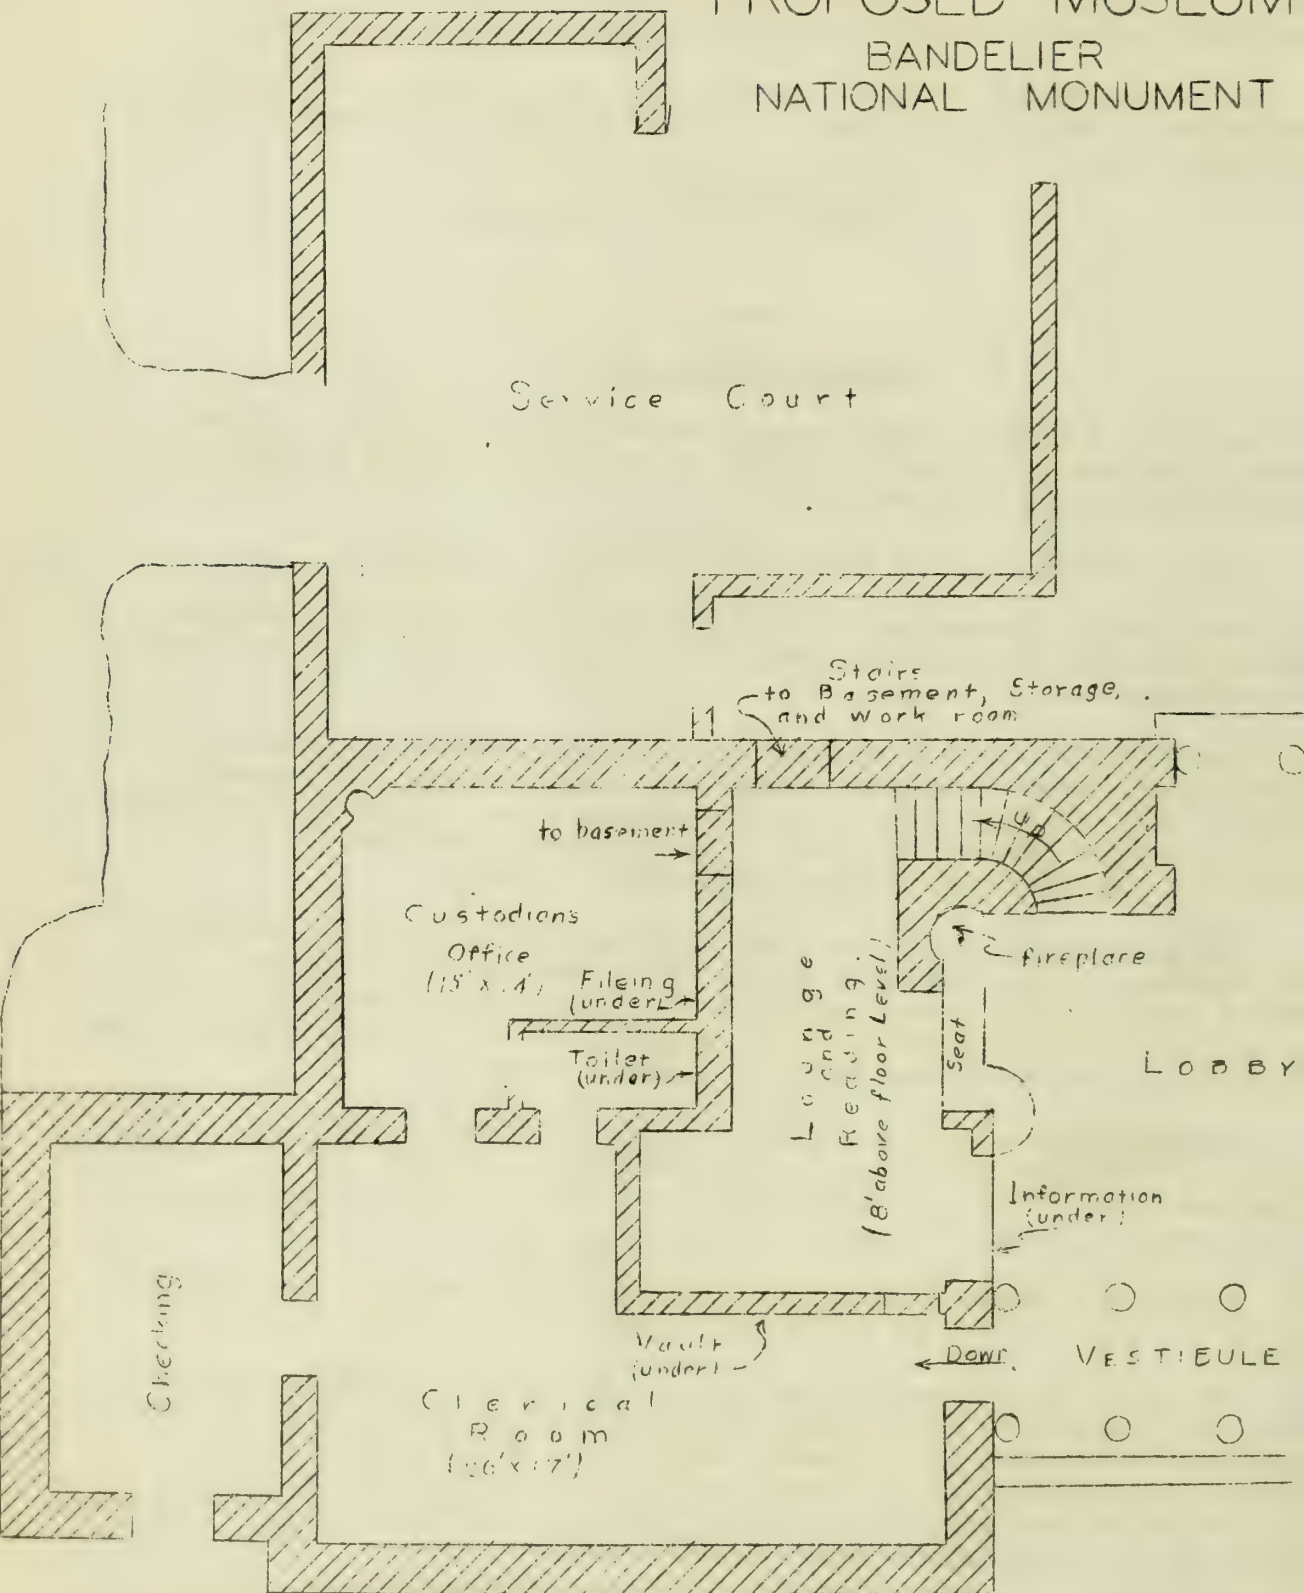 PROPOSED MUSEUM
BANDELIER
NATIONAL MONUMENT
Service Court
Stairs
to Basement, Storage,
and Work room
up
to basement
Custodians
Office
Fileing
(under)
Toilet
(under)
Lounge
and
Reading.
(8' above floor Level)
fireplace
Seat
LOBBY
Information
(under)
Checking
Vault
(under)
Down
VESTIBULE
Clerical
Room